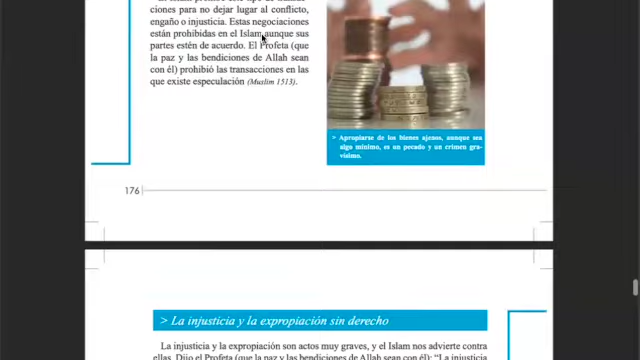 ciones para no dejar lugar al conflicto,
engaño o injusticia. Estas negociaciones
están prohibidas en el Islam aunque sus
partes estén de acuerdo. El Profeta (que
la paz y las bendiciones de Allah sean
con él) prohibió las transacciones en las
que existe especulación (Muslim 1513).
> Apropiarse de los bienes ajenos, aunque sea
algo mínimo, es un pecado y un crimen gra-
vísimo.
176
> La injusticia y la expropiación sin derecho
La injusticia y la expropiación son actos muy graves, y el Islam nos advierte contra
ellas. Dijo el Profeta (que la paz y las bendiciones de Allah sean con él): "La injusticia